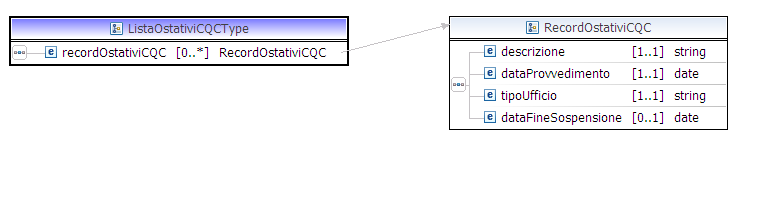 ListaOstativiCQCType
e recordOstativiCQC [0..*] RecordOstativiCQC
RecordOstativiCQC
e descrizione [1..1] string
e dataProvvedimento [1..1] date
e tipoUfficio [1..1] string
e dataFineSospensione [0..1] date